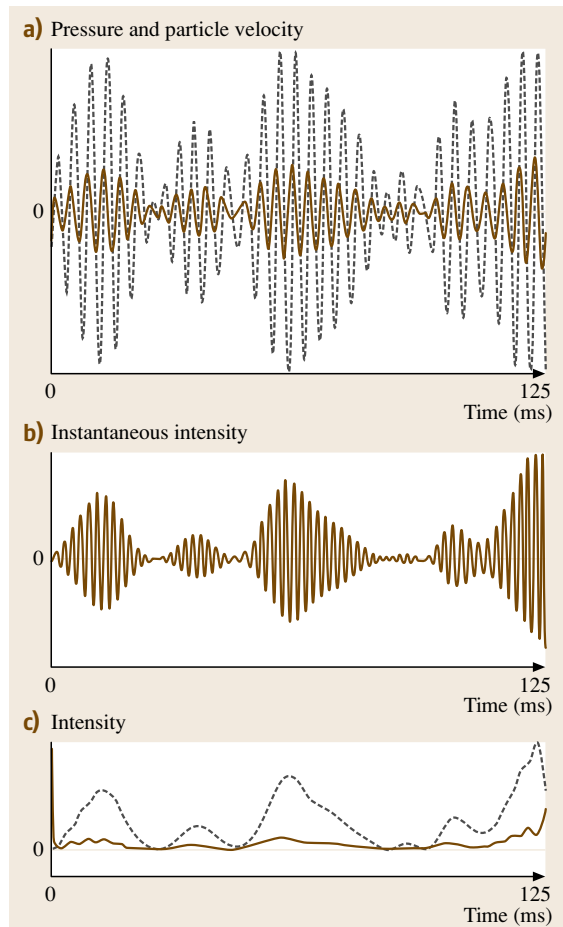 a) Pressure and particle velocity
0
0 125
Time (ms)
b) Instantaneous intensity
0
0 125
Time (ms)
c) Intensity
0
0 125
Time (ms)